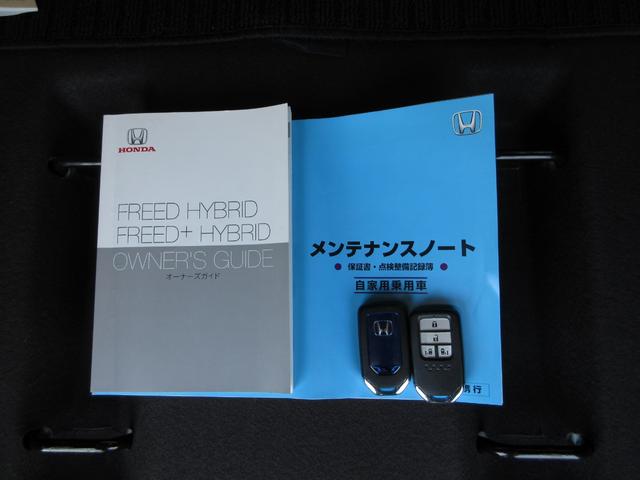 HONDA
FREED HYBRID
FREED+ HYBRID
OWNER'S GUIDE
オーナーズガイド
メンテナンスノート
● 保証書・点検整備記録簿 ●
自家用乗用車
携行